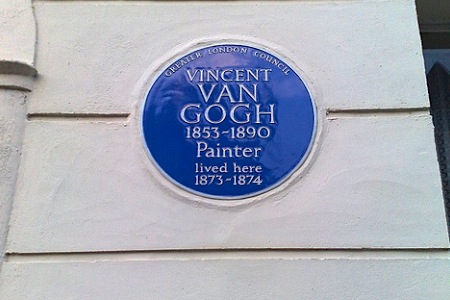 GREATER LONDON COUNCIL
VINCENT
VAN
GOGH
1853-1890
Painter
lived here
1873-1874